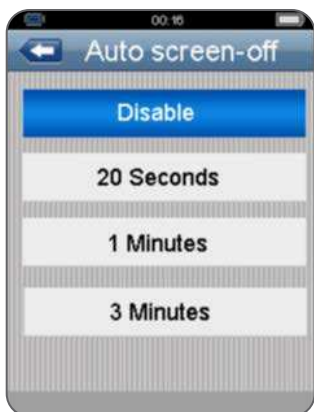 00:16
Auto screen-off
Disable
20 Seconds
1 Minutes
3 Minutes